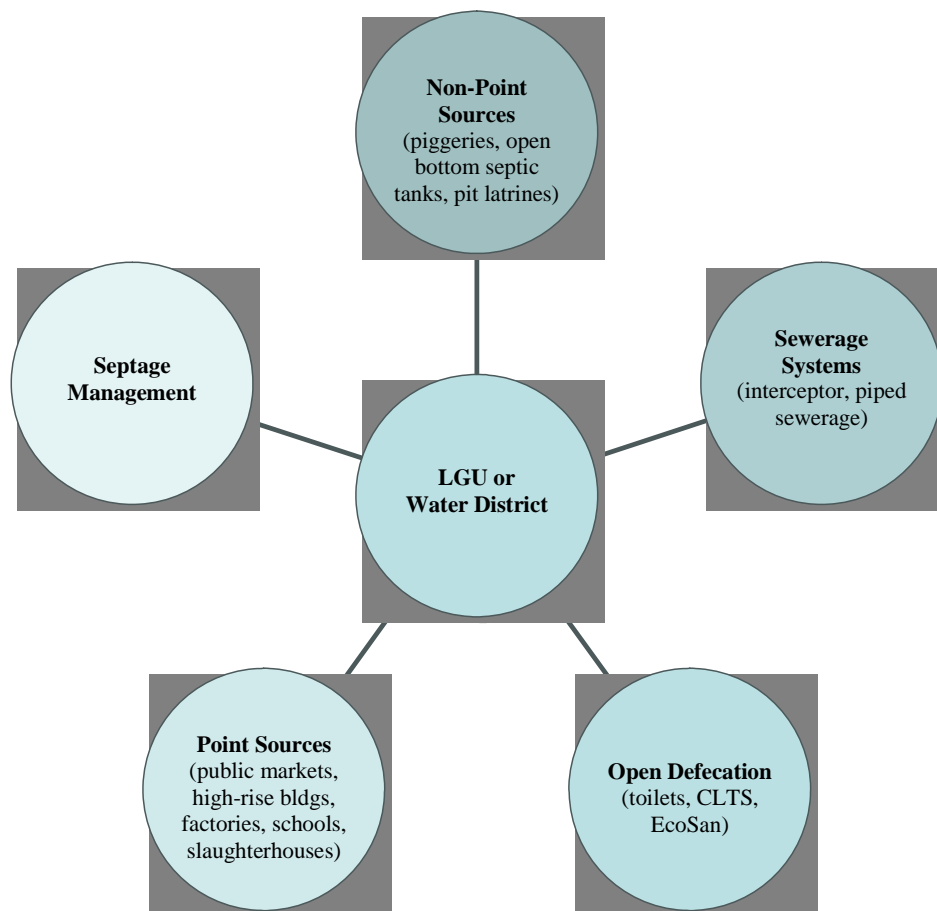 Non-Point
Sources
(piggeries, open
bottom septic
tanks, pit latrines)
Septage
Management
Sewerage
Systems
(interceptor, piped
sewerage)
LGU or
Water District
Point Sources
(public markets,
high-rise bldgs,
factories, schools,
slaughterhouses)
Open Defecation
(toilets, CLTS,
EcoSan)